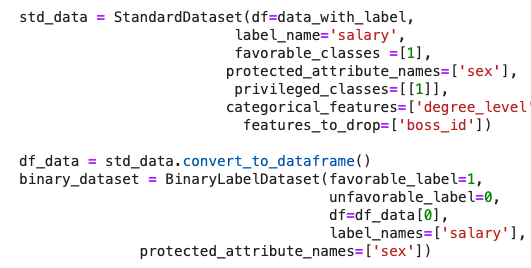 std_data = StandardDataset(df=data_with_label,
label_name='salary',
favorable_classes =[1],
protected_attribute_names=['sex'],
privileged_classes=[[1]],
categorical_features=['degree_level'
features_to_drop=['boss_id'])
df_data = std_data.convert_to_dataframe()
binary_dataset = BinaryLabelDataset(favorable_label=1,
unfavorable_label=0,
df=df_data[0],
label_names=['salary'],
protected_attribute_names=['sex'])